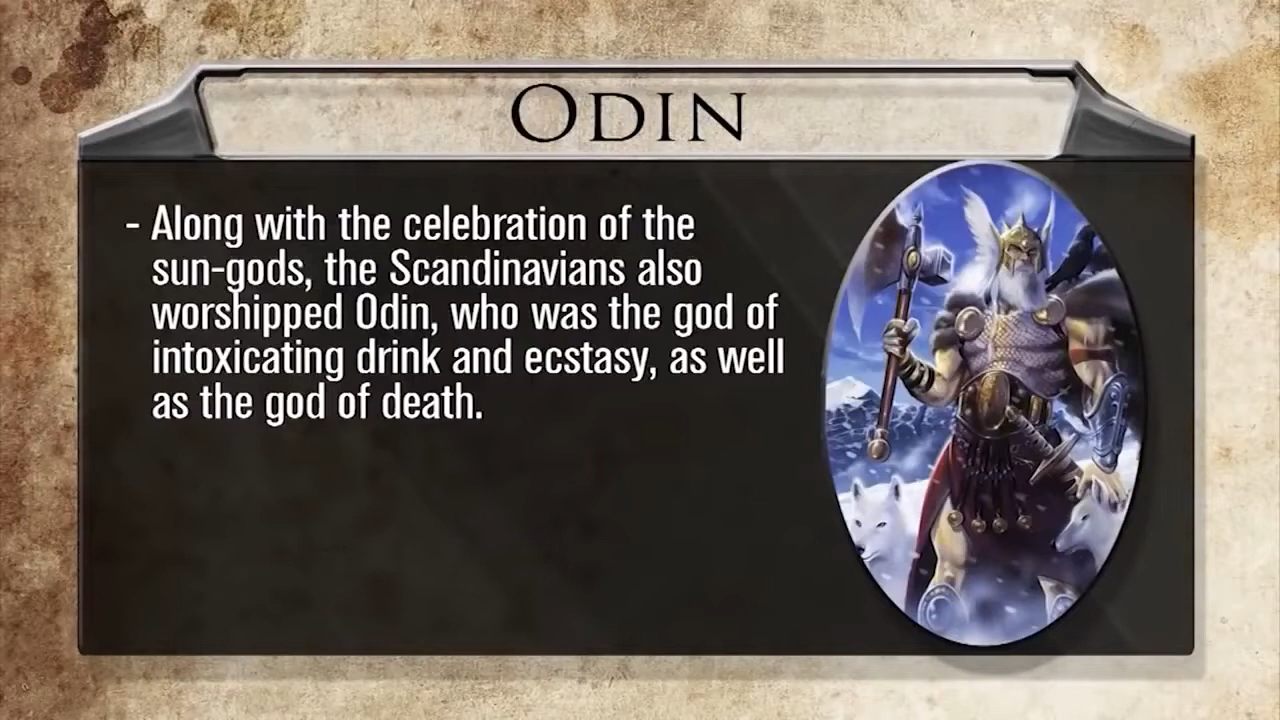 ODIN
- Along with the celebration of the
sun-gods, the Scandinavians also
worshipped Odin, who was the god of
intoxicating drink and ecstasy, as well
as the god of death.